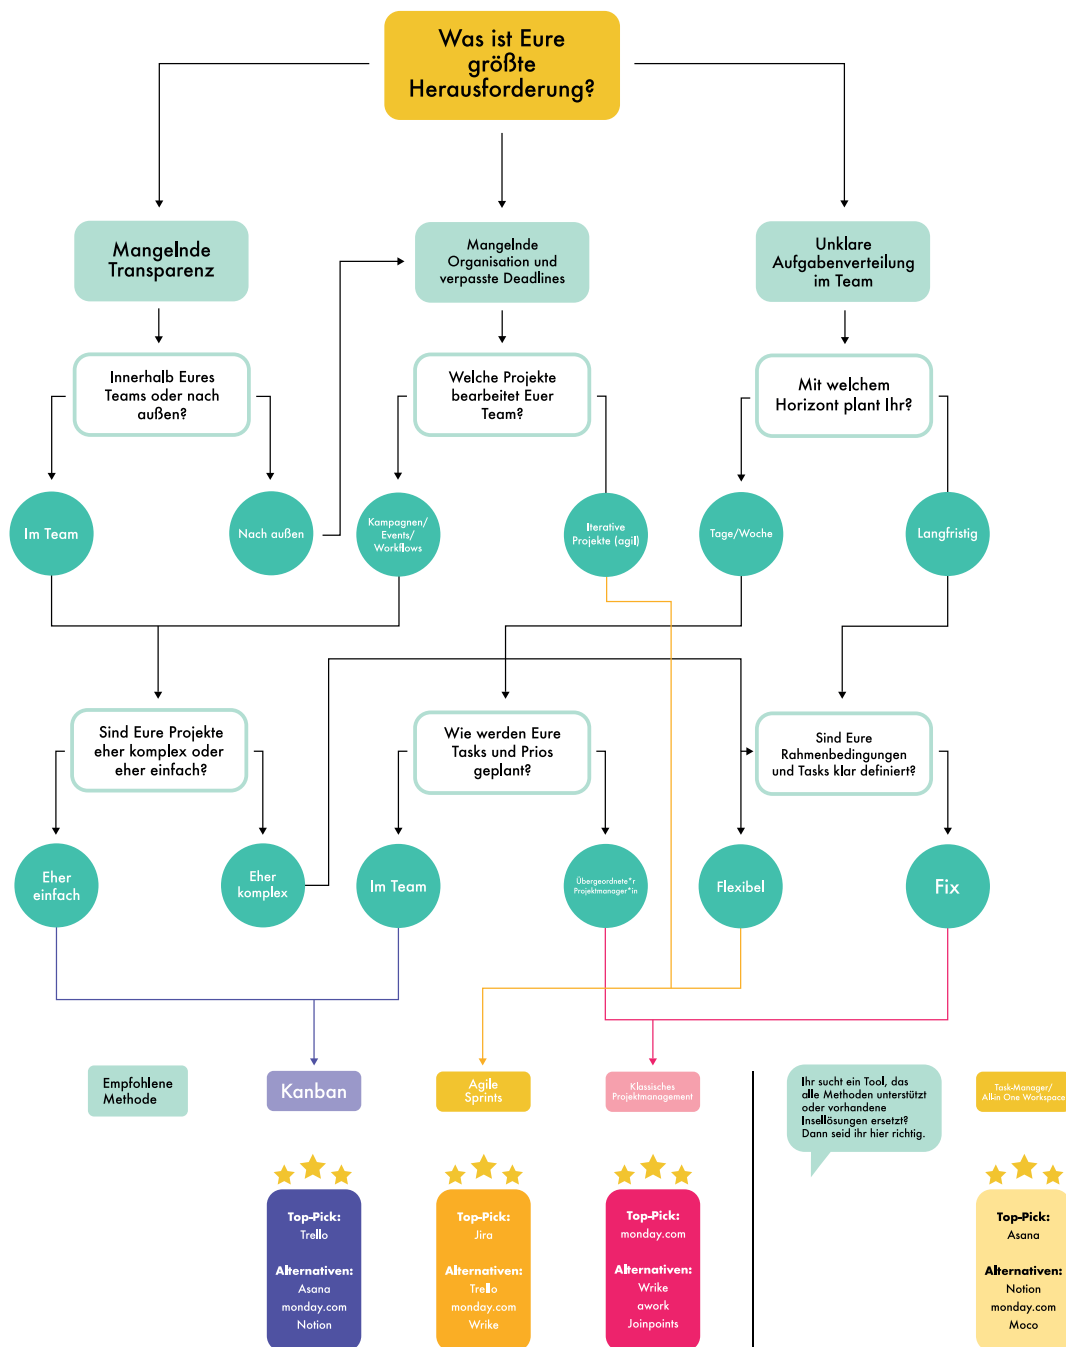 Was ist Eure
größte
Herausforderung?
Mangelnde
Transparenz
Mangelnde
Organisation und
verpasste Deadlines
Unklare
Aufgabenverteilung
im Team
Innerhalb Eures
Teams oder nach
außen?
Welche Projekte
bearbeitet Euer
Team?
Mit welchem
Horizont plant Ihr?
Im Team
Nach außen
Kampagnen/
Events/
Workflows
Iterative
Projekte (agil)
Tage/Woche
Langfristig
Sind Eure Projekte
eher komplex oder
eher einfach?
Wie werden Eure
Tasks und Prios
geplant?
Sind Eure
Rahmenbedingungen
und Tasks klar definiert?
Eher
einfach
Eher
komplex
Im Team
Übergeordnete*r
Projektmanager*in
Flexibel
Fix
Empfohlene
Methode
Kanban
Agile
Sprints
Klassisches
Projektmanagement
Ihr sucht ein Tool, das
alle Methoden unterstützt
oder vorhandene
Insellösungen ersetzt?
Dann seid ihr hier richtig.
Task-Manager/
All-in One Workspace
Top-Pick:
Trello
Alternativen:
Asana
monday.com
Notion
Top-Pick:
Jira
Alternativen:
Trello
monday.com
Wrike
Top-Pick:
monday.com
Alternativen:
Wrike
awork
Joinpoints
Top-Pick:
Asana
Alternativen:
Notion
monday.com
Moco